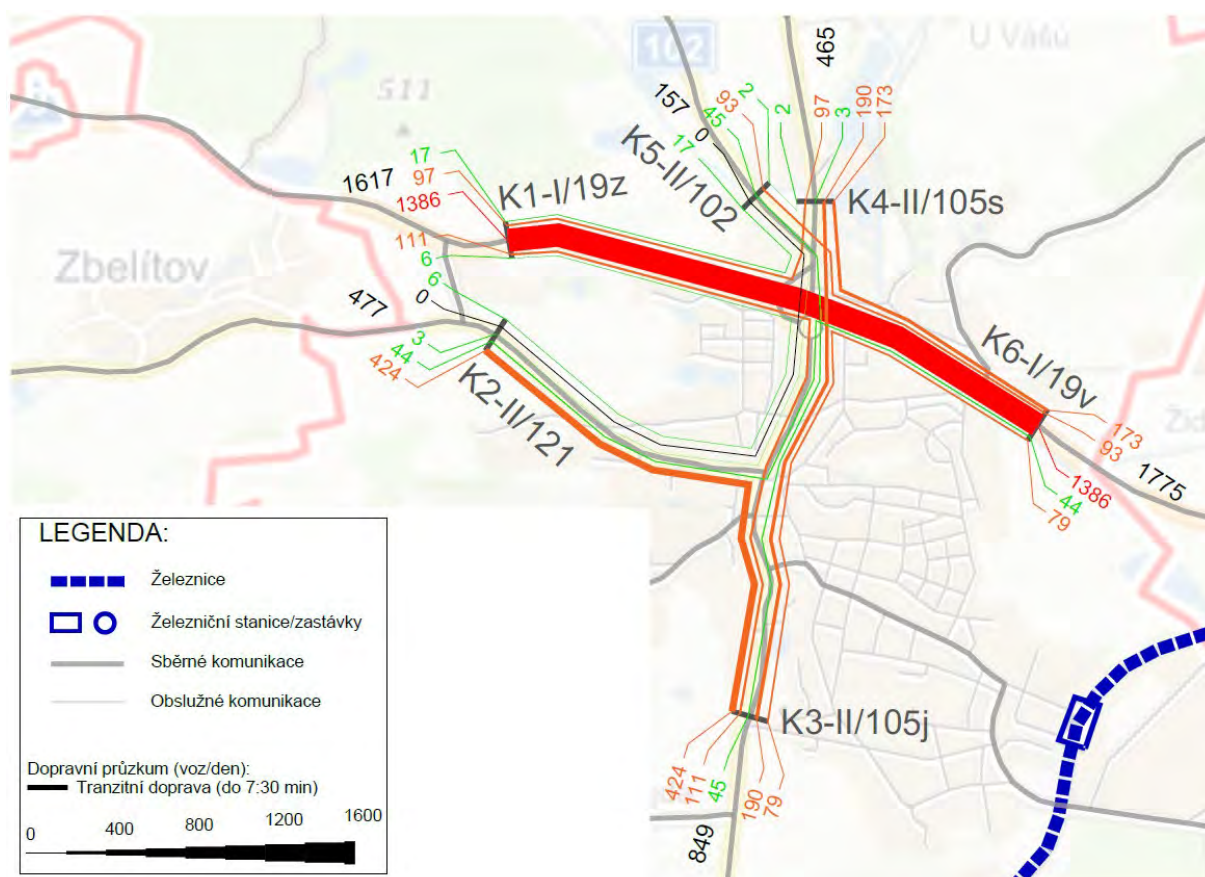 102
U Vášů
511
465
157
0
K5-II/102
17
45
93
2
2
97
3
190
173
K4-II/105s
17
97
1386
1617
K1-I/19z
111
6
Zbelítov
6
0
477
3
44
424
K2-II/121
K6-I/19v
173
93
1386
1775
44
79
Žid
LEGENDA:
Železnice
Železniční stanice/zastávky
Sběrné komunikace
Obslužné komunikace
Dopravní průzkum (voz/den):
Tranzitní doprava (do 7:30 min)
0 400 800 1200 1600
K3-II/105j
424
111
45
190
79
849